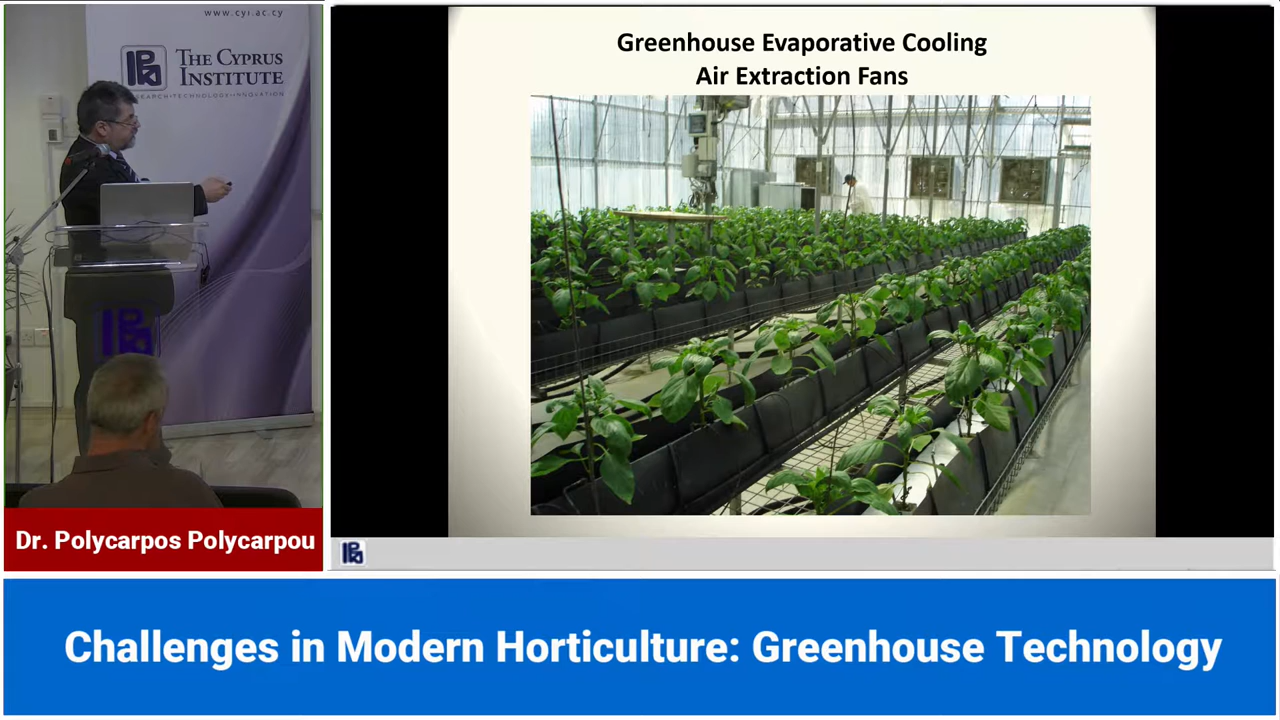 www.cyi.ac.cy
THE CYPRUS
INSTITUTE
Greenhouse Evaporative Cooling
Air Extraction Fans
Dr. Polycarpos Polycarpou
Challenges in Modern Horticulture: Greenhouse Technology